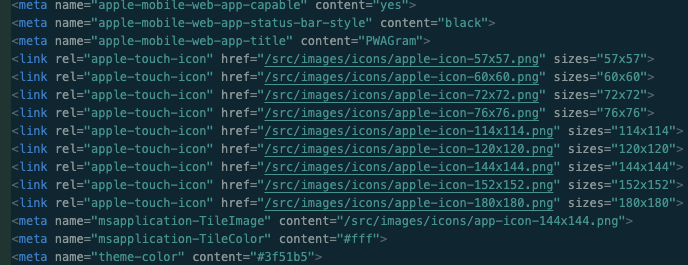 <meta name="apple-mobile-web-app-capable" content="yes">
<meta name="apple-mobile-web-app-status-bar-style" content="black">
<meta name="apple-mobile-web-app-title" content="PWAGram">
<link rel="apple-touch-icon" href="/src/images/icons/apple-icon-57x57.png" sizes="57x57">
<link rel="apple-touch-icon" href="/src/images/icons/apple-icon-60x60.png" sizes="60x60">
<link rel="apple-touch-icon" href="/src/images/icons/apple-icon-72x72.png" sizes="72x72">
<link rel="apple-touch-icon" href="/src/images/icons/apple-icon-76x76.png" sizes="76x76">
<link rel="apple-touch-icon" href="/src/images/icons/apple-icon-114x114.png" sizes="114x114">
<link rel="apple-touch-icon" href="/src/images/icons/apple-icon-120x120.png" sizes="120x120">
<link rel="apple-touch-icon" href="/src/images/icons/apple-icon-144x144.png" sizes="144x144">
<link rel="apple-touch-icon" href="/src/images/icons/apple-icon-152x152.png" sizes="152x152">
<link rel="apple-touch-icon" href="/src/images/icons/apple-icon-180x180.png" sizes="180x180">
<meta name="msapplication-TileImage" content="/src/images/icons/app-icon-144x144.png">
<meta name="msapplication-TileColor" content="#fff">
<meta name="theme-color" content="#3f51b5">